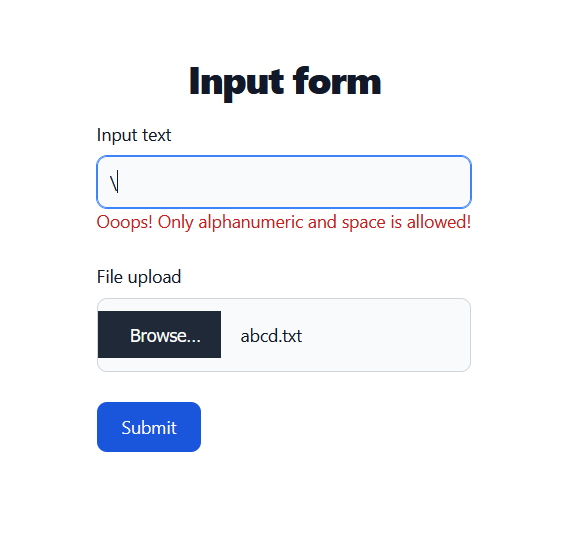 Input form
Input text
\
Ooops! Only alphanumeric and space is allowed!
File upload
Browse... abcd.txt
Submit